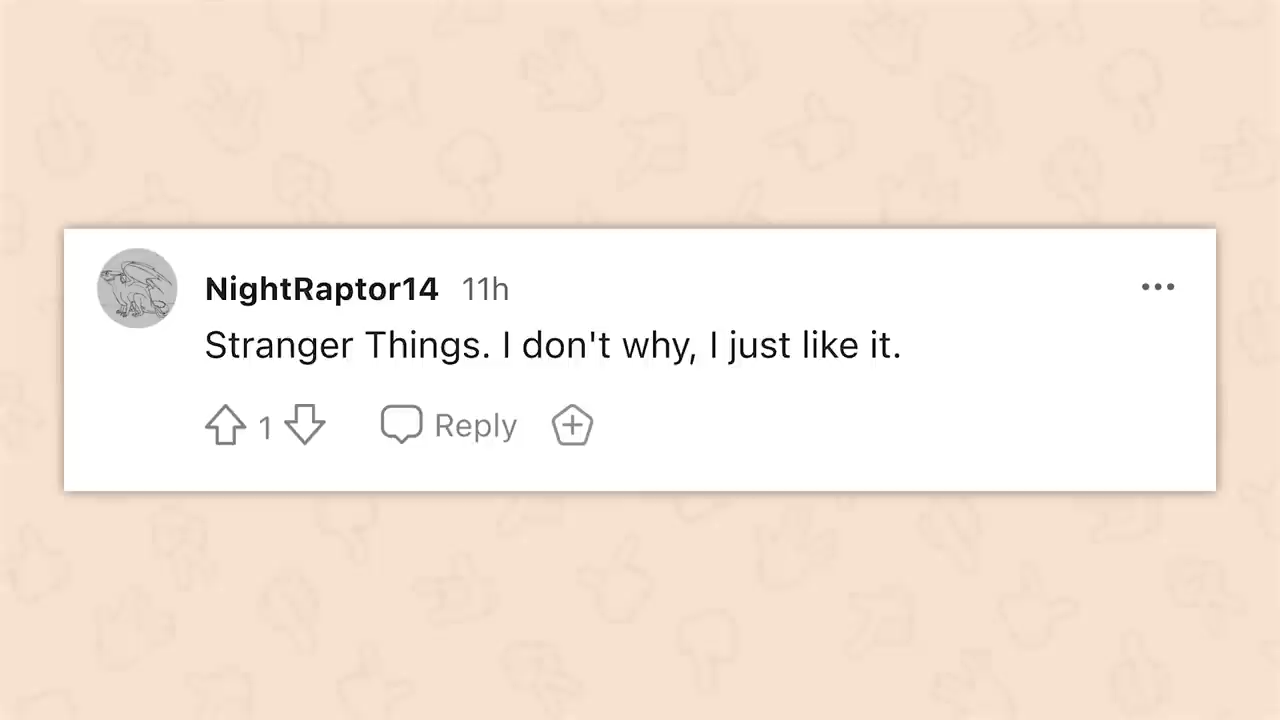 NightRaptor14 11h
Stranger Things. I don't why, I just like it.
1 Reply